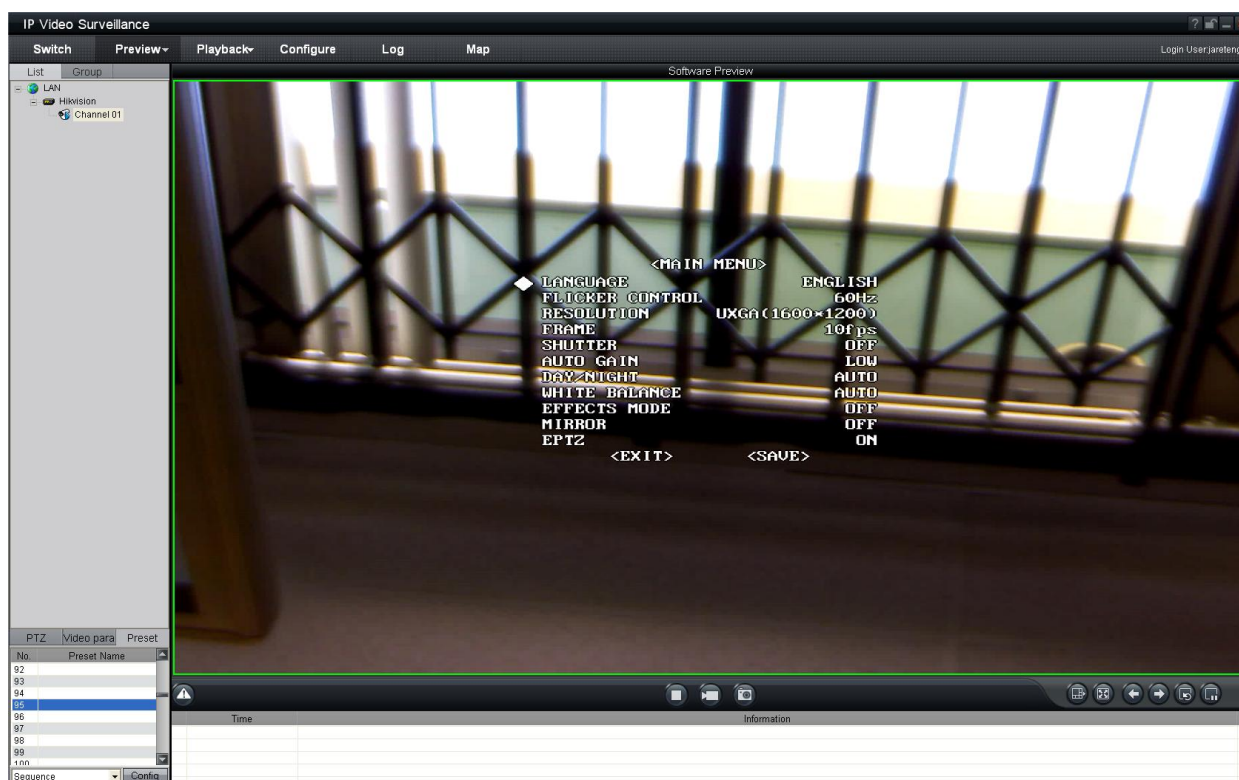 IP Video Surveillance
Switch Preview Playback Configure Log Map
List Group
Software Preview
LAN
Hikvision
Channel 01
<MAIN MENU>
LANGUAGE ENGLISH
FLICKER CONTROL 60Hz
RESOLUTION UXGA(1600*1200)
FRAME 10fps
SHUTTER OFF
AUTO GAIN LOW
DAY/NIGHT AUTO
WHITE BALANCE AUTO
EFFECTS MODE OFF
MIRROR OFF
EPTZ ON
<EXIT> <SAVE>
PTZ Video para Preset
No. Preset Name
92
93
94
95
96
97
98
99
100
Sequence Config
Time Information